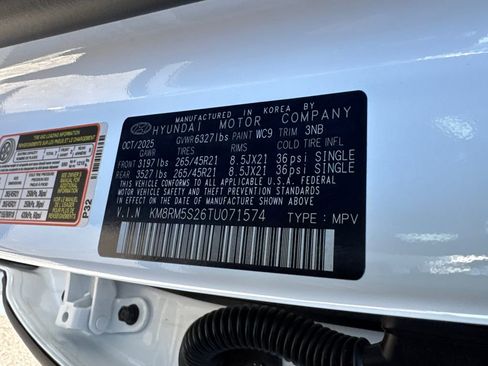 MANUFACTURED IN KOREA BY
HYUNDAI MOTOR COMPANY
OCT/2025 GVWR 6327lbs PAINT WC9 TRIM 3NB
GAWR TIRES RIMS COLD TIRE INFL
FRONT 3197lbs 265/45R21 8.5JX21 36psi SINGLE
REAR 3527lbs 265/45R21 8.5JX21 36psi SINGLE
THIS VEHICLE CONFORMS TO ALL APPLICABLE U.S.A. FEDERAL
MOTOR VEHICLE SAFETY, BUMPER, AND THEFT PREVENTION
STANDARDS IN EFFECT ON THE DATE OF MANUFACTURE SHOWN ABOVE.
V.I.N KM8RM5S26TU071574 TYPE : MPV
P32